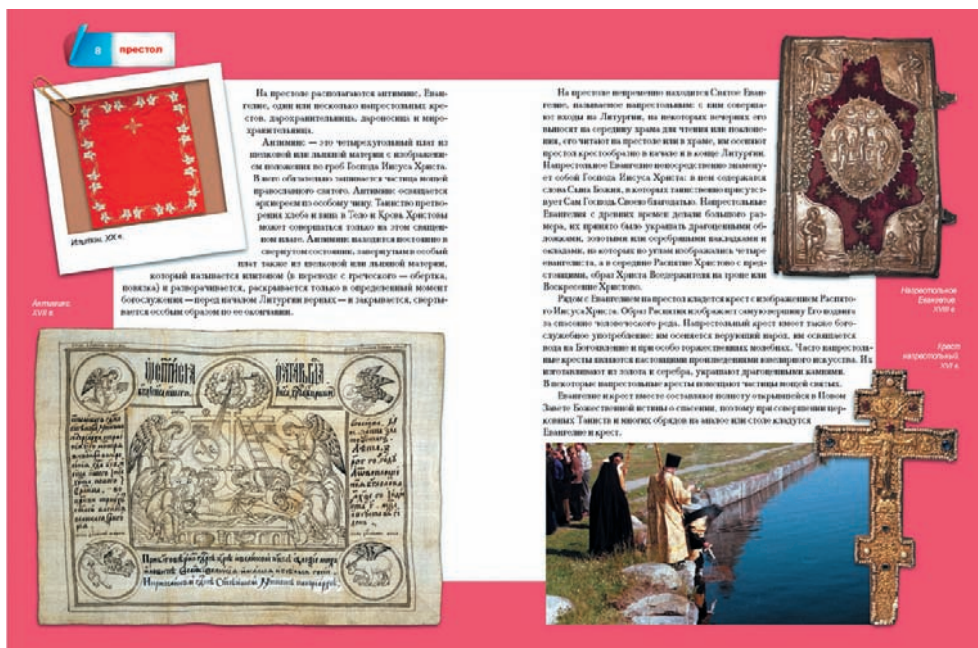 8 престол
На престоле располагаются антиминс, Еван-
гелие, один или несколько напрестольных кре-
стов, дарохранительница, дароносица и миро-
хранительница.
Антиминс — это четырехугольный плат из
шелковой или льняной материи с изображени-
ем положения во гроб Господа Иисуса Христа.
В него обязательно зашивается частица мощей
православного святого. Антиминс освящается
архиереем по особому чину. Таинство претво-
рения хлеба и вина в Тело и Кровь Христовы
может совершаться только на этом священ-
ном плате. Антиминс находится постоянно в
свернутом состоянии, завернутым в особый
плат также из шелковой или льняной материи,
который называется илитоном (в переводе с греческого — обертка,
повязка) и разворачивается, раскрывается только в определенный момент
богослужения — перед началом Литургии верных — и закрывается, сверты-
вается особым образом по ее окончании.
Илитон. XX в.
Антиминс.
XVII в.
На престоле непременно находится Святое Еван-
гелие, называемое напрестольным: с ним соверша-
ют входы на Литургии, на некоторых вечернях его
выносят на середину храма для чтения или поклоне-
ния, его читают на престоле или в храме, им осеняют
престол крестообразно в начале и в конце Литургии.
Напрестольное Евангелие непосредственно знамену-
ет собой Господа Иисуса Христа: в нем содержатся
слова Сына Божия, в которых таинственно присутст-
вует Сам Господь Своею благодатью. Напрестольные
Евангелия с древних времен делали большого раз-
мера, их принято было украшать драгоценными об-
ложками, золотыми или серебряными накладками и
окладами, на которых по углам изображались четыре
евангелиста, а в середине Распятие Христово с пред-
стоящими, образ Христа Вседержителя на троне или
Воскресение Христово.
Рядом с Евангелием на престол кладется крест с изображением Распято-
го Иисуса Христа. Образ Распятия изображает самую вершину Его подвига
за спасение человеческого рода. Напрестольный крест имеет также бого-
служебное употребление: им осеняется верующий народ, им освящается
вода на Богоявление и при особо торжественных молебнах. Часто напрестоль-
ные кресты являются настоящими произведениями ювелирного искусства. Их
изготавливают из золота и серебра, украшают драгоценными камнями.
В некоторые напрестольные кресты помещают частицы мощей святых.
Евангелие и крест вместе составляют полноту открывшейся в Новом
Завете Божественной истины о спасении, поэтому при совершении цер-
ковных Таинств и многих обрядов на аналое или столе кладутся
Евангелие и крест.
Напрестольное
Евангелие.
XVIII в.
Крест
напрестольный.
XVI в.